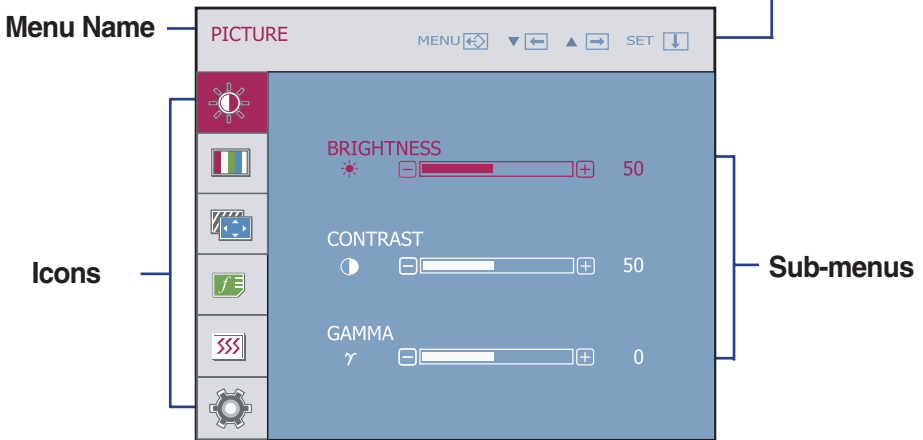 Menu Name
PICTURE MENU ▼ ▲ SET
BRIGHTNESS
50
CONTRAST
50
Icons
Sub-menus
GAMMA
γ 0